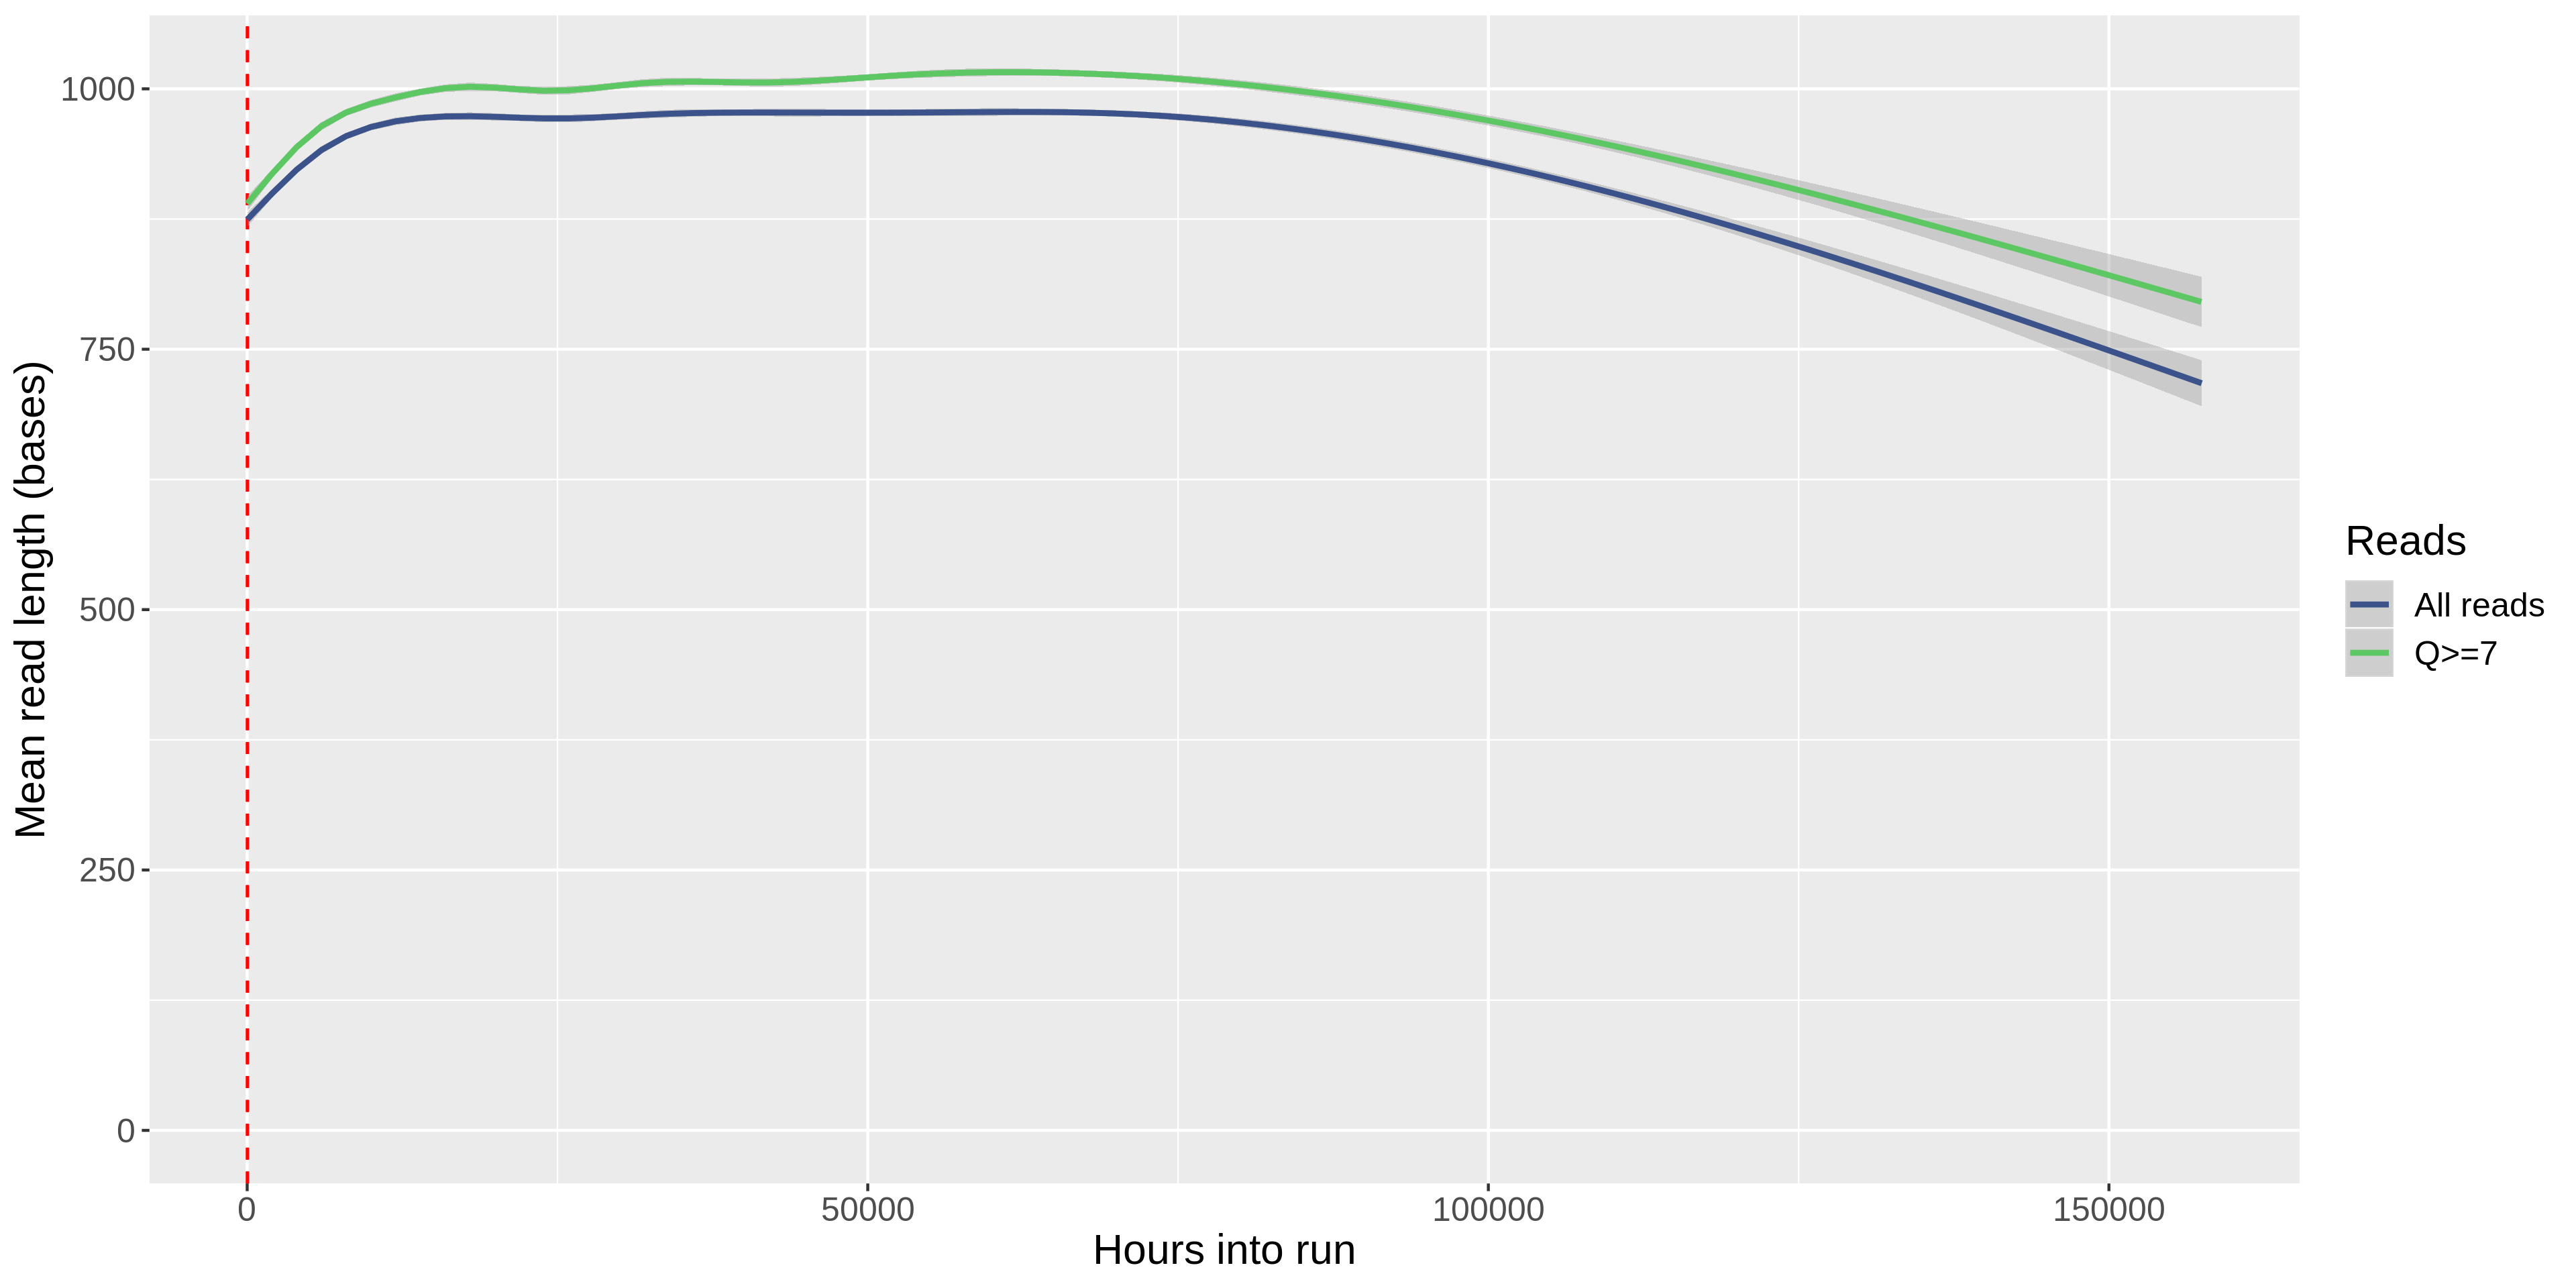 Mean read length (bases)
1000
750
500
250
0
0
50000
100000
150000
Hours into run
Reads
All reads
Q>=7